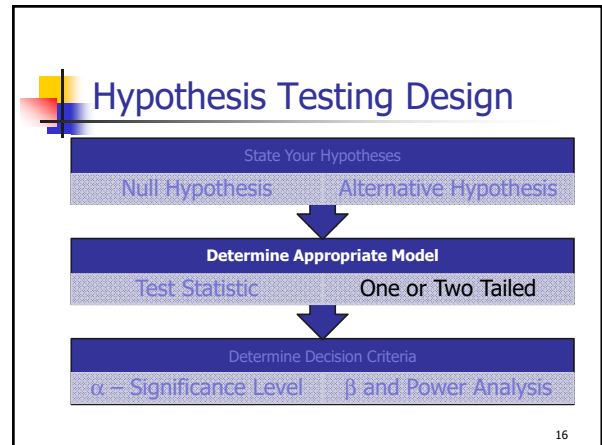 Hypothesis Testing Design
State Your Hypotheses
Null Hypothesis Alternative Hypothesis
Determine Appropriate Model
Test Statistic One or Two Tailed
Determine Decision Criteria
α – Significance Level β and Power Analysis
16